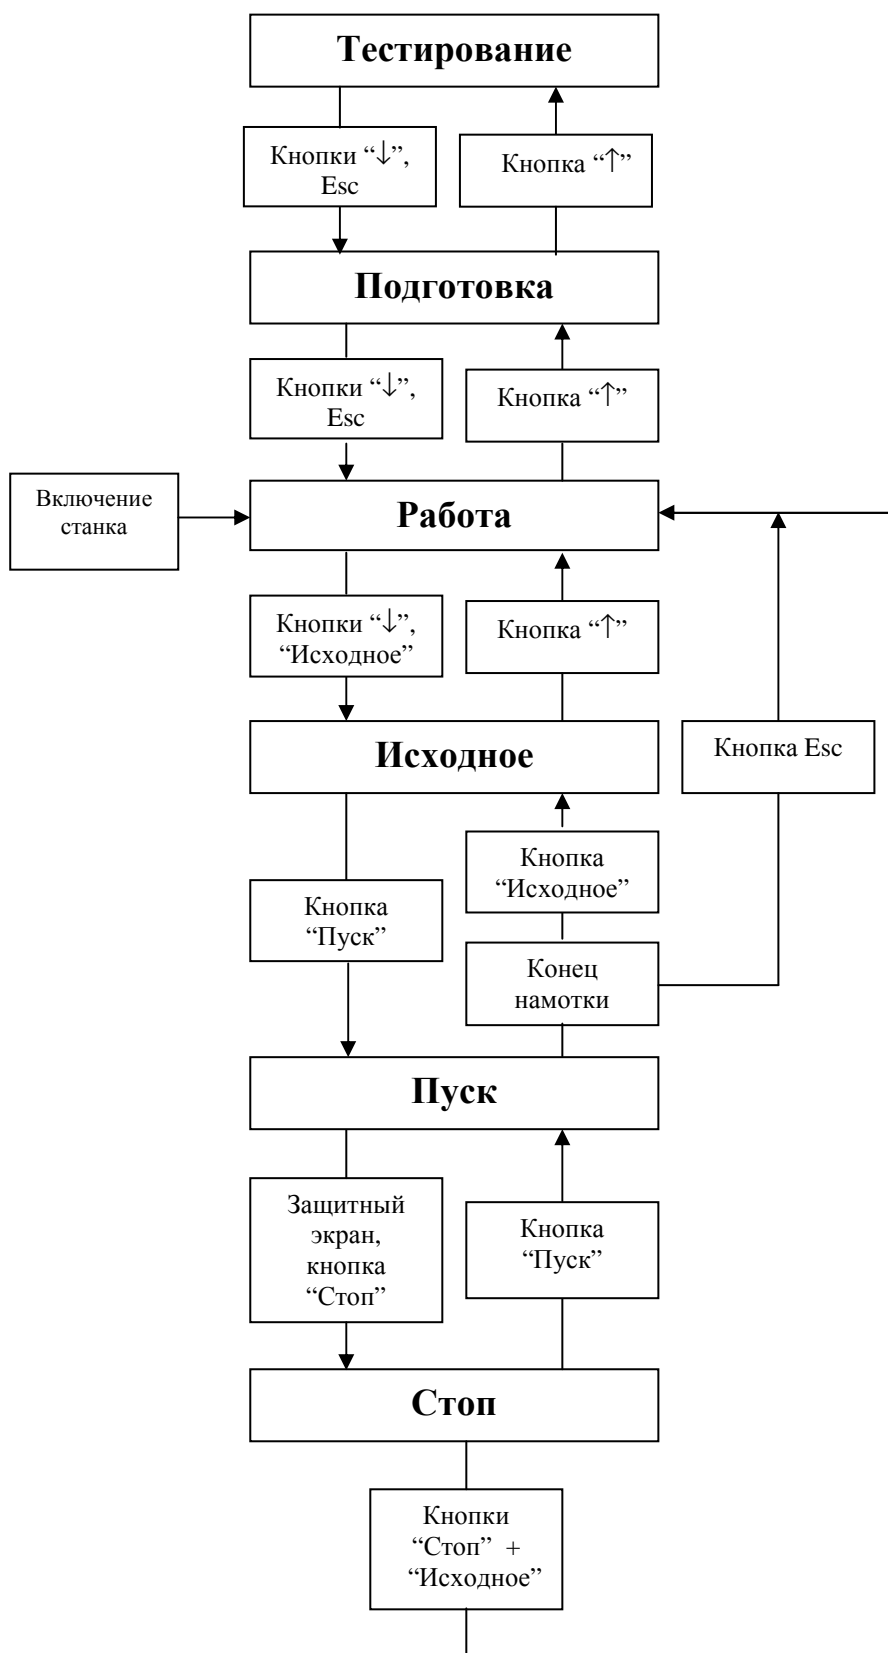 Тестирование
Кнопки “↓”,
Esc
Кнопка “↑”
Подготовка
Кнопки “↓”,
Esc
Кнопка “↑”
Включение
станка
Работа
Кнопки “↓”,
“Исходное”
Кнопка “↑”
Исходное
Кнопка Esc
Кнопка
“Исходное”
Кнопка
“Пуск”
Конец
намотки
Пуск
Защитный
экран,
кнопка
“Стоп”
Кнопка
“Пуск”
Стоп
Кнопки
“Стоп” +
“Исходное”